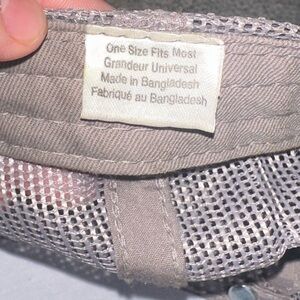 One Size Fits Most
Grandeur Universal
Made in Bangladesh
Fabriqué au Bangladesh